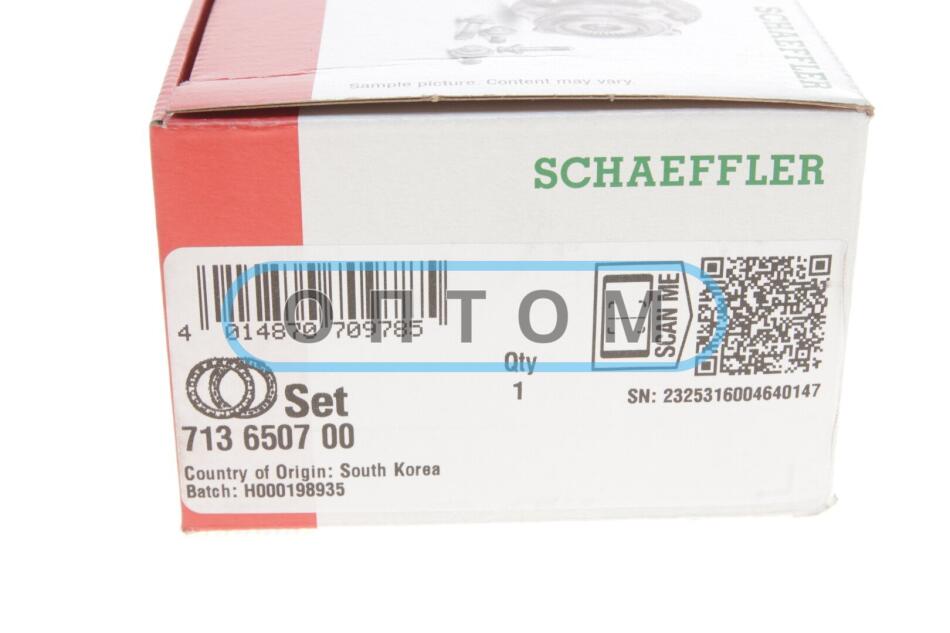 Sample picture. Content may vary.
SCHAEFFLER
SCHAEFFLER
4 014870 709785
ОПТОМ
SCAN ME
Set
Qty
1
SN: 2325316004640147
713 6507 00
Country of Origin: South Korea
Batch: H000198935